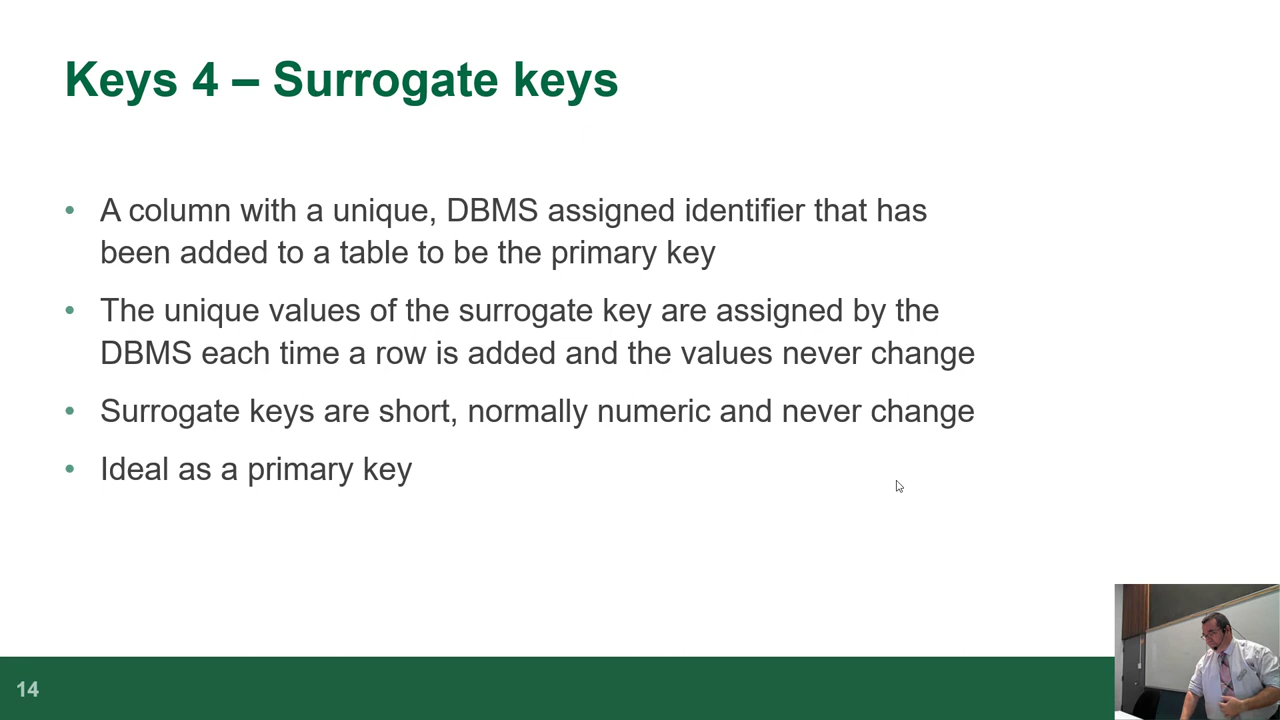 Keys 4 – Surrogate keys
• A column with a unique, DBMS assigned identifier that has
been added to a table to be the primary key
• The unique values of the surrogate key are assigned by the
DBMS each time a row is added and the values never change
• Surrogate keys are short, normally numeric and never change
• Ideal as a primary key
14